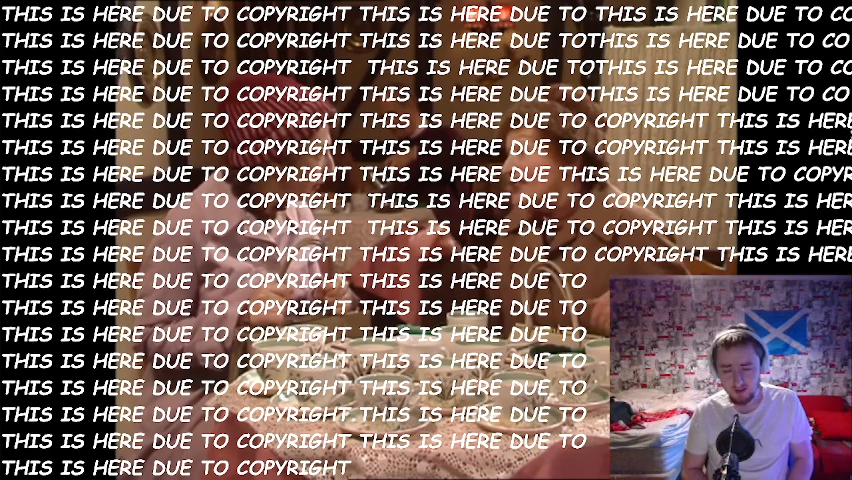 THIS IS HERE DUE TO COPYRIGHT THIS IS HERE DUE TO THIS IS HERE DUE TO CO
THIS IS HERE DUE TO COPYRIGHT THIS IS HERE DUE TOTHIS IS HERE DUE TO CO
THIS IS HERE DUE TO COPYRIGHT THIS IS HERE DUE TOTHIS IS HERE DUE TO CO
THIS IS HERE DUE TO COPYRIGHT THIS IS HERE DUE TOTHIS IS HERE DUE TO CO
THIS IS HERE DUE TO COPYRIGHT THIS IS HERE DUE TO COPYRIGHT THIS IS HERE
THIS IS HERE DUE TO COPYRIGHT THIS IS HERE DUE TO COPYRIGHT THIS IS HERE
THIS IS HERE DUE TO COPYRIGHT THIS IS HERE DUE THIS IS HERE DUE TO COPYR
THIS IS HERE DUE TO COPYRIGHT THIS IS HERE DUE TO COPYRIGHT THIS IS HERE
THIS IS HERE DUE TO COPYRIGHT THIS IS HERE DUE TO COPYRIGHT THIS IS HERE
THIS IS HERE DUE TO COPYRIGHT THIS IS HERE DUE TO COPYRIGHT THIS IS HERE
THIS IS HERE DUE TO COPYRIGHT THIS IS HERE DUE TO
THIS IS HERE DUE TO COPYRIGHT THIS IS HERE DUE TO
THIS IS HERE DUE TO COPYRIGHT THIS IS HERE DUE TO
THIS IS HERE DUE TO COPYRIGHT THIS IS HERE DUE TO
THIS IS HERE DUE TO COPYRIGHT THIS IS HERE DUE TO
THIS IS HERE DUE TO COPYRIGHT THIS IS HERE DUE TO
THIS IS HERE DUE TO COPYRIGHT THIS IS HERE DUE TO
THIS IS HERE DUE TO COPYRIGHT